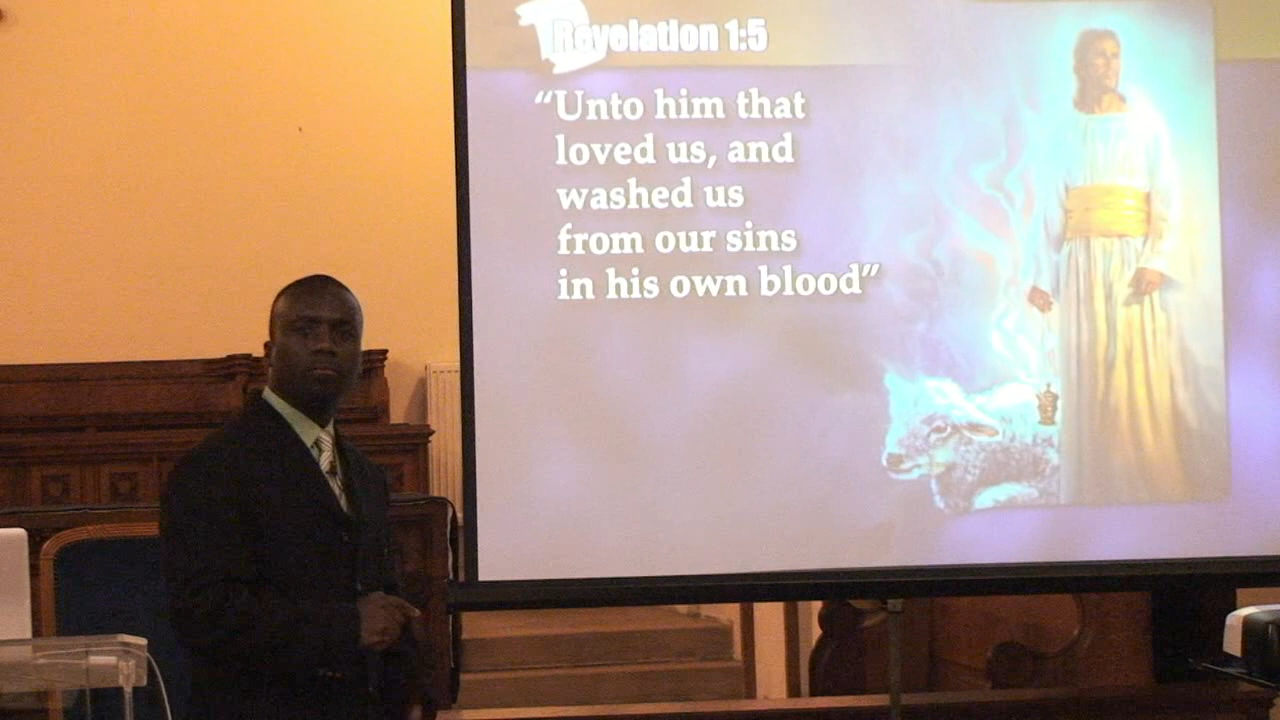 Revelation 1:5
“Unto him that
loved us, and
washed us
from our sins
in his own blood”